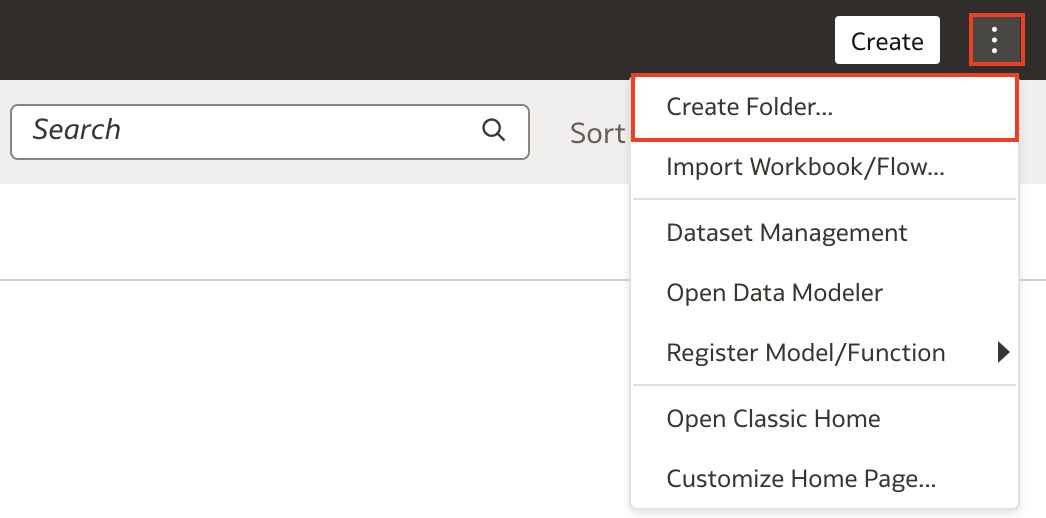 Create
Search
Sort
Create Folder...
Import Workbook/Flow...
Dataset Management
Open Data Modeler
Register Model/Function
Open Classic Home
Customize Home Page...